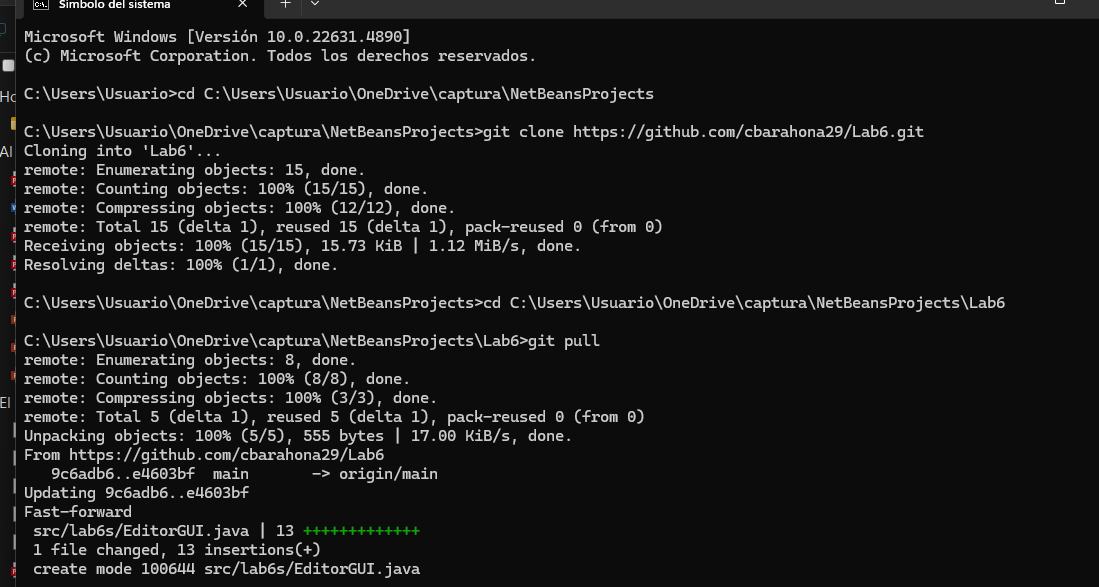 Símbolo del sistema
Microsoft Windows [Versión 10.0.22631.4890]
(c) Microsoft Corporation. Todos los derechos reservados.
C:\Users\Usuario>cd C:\Users\Usuario\OneDrive\captura\NetBeansProjects
C:\Users\Usuario\OneDrive\captura\NetBeansProjects>git clone https://github.com/cbarahona29/Lab6.git
Cloning into 'Lab6'...
remote: Enumerating objects: 15, done.
remote: Counting objects: 100% (15/15), done.
remote: Compressing objects: 100% (12/12), done.
remote: Total 15 (delta 1), reused 15 (delta 1), pack-reused 0 (from 0)
Receiving objects: 100% (15/15), 15.73 KiB | 1.12 MiB/s, done.
Resolving deltas: 100% (1/1), done.
C:\Users\Usuario\OneDrive\captura\NetBeansProjects>cd C:\Users\Usuario\OneDrive\captura\NetBeansProjects\Lab6
C:\Users\Usuario\OneDrive\captura\NetBeansProjects\Lab6>git pull
remote: Enumerating objects: 8, done.
remote: Counting objects: 100% (8/8), done.
remote: Compressing objects: 100% (3/3), done.
remote: Total 5 (delta 1), reused 5 (delta 1), pack-reused 0 (from 0)
Unpacking objects: 100% (5/5), 555 bytes | 17.00 KiB/s, done.
From https://github.com/cbarahona29/Lab6
   9c6adb6..e4603bf  main       -> origin/main
Updating 9c6adb6..e4603bf
Fast-forward
 src/lab6s/EditorGUI.java | 13 +++++++++++++
 1 file changed, 13 insertions(+)
 create mode 100644 src/lab6s/EditorGUI.java